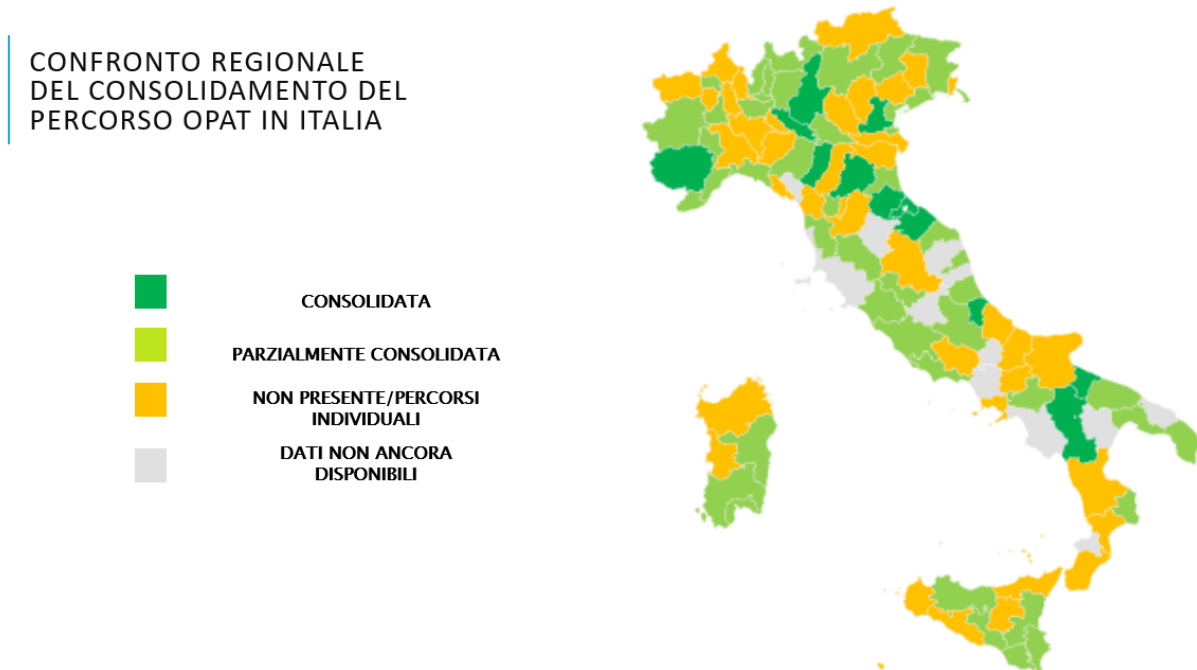 CONFRONTO REGIONALE
DEL CONSOLIDAMENTO DEL
PERCORSO OPAT IN ITALIA
CONSOLIDATA
PARZIALMENTE CONSOLIDATA
NON PRESENTE/PERCORSI
INDIVIDUALI
DATI NON ANCORA
DISPONIBILI